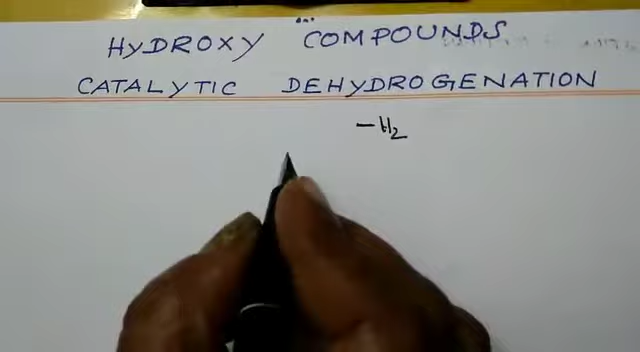 HYDROXY COMPOUNDS
CATALYTIC DEHYDROGENATION
-H₂